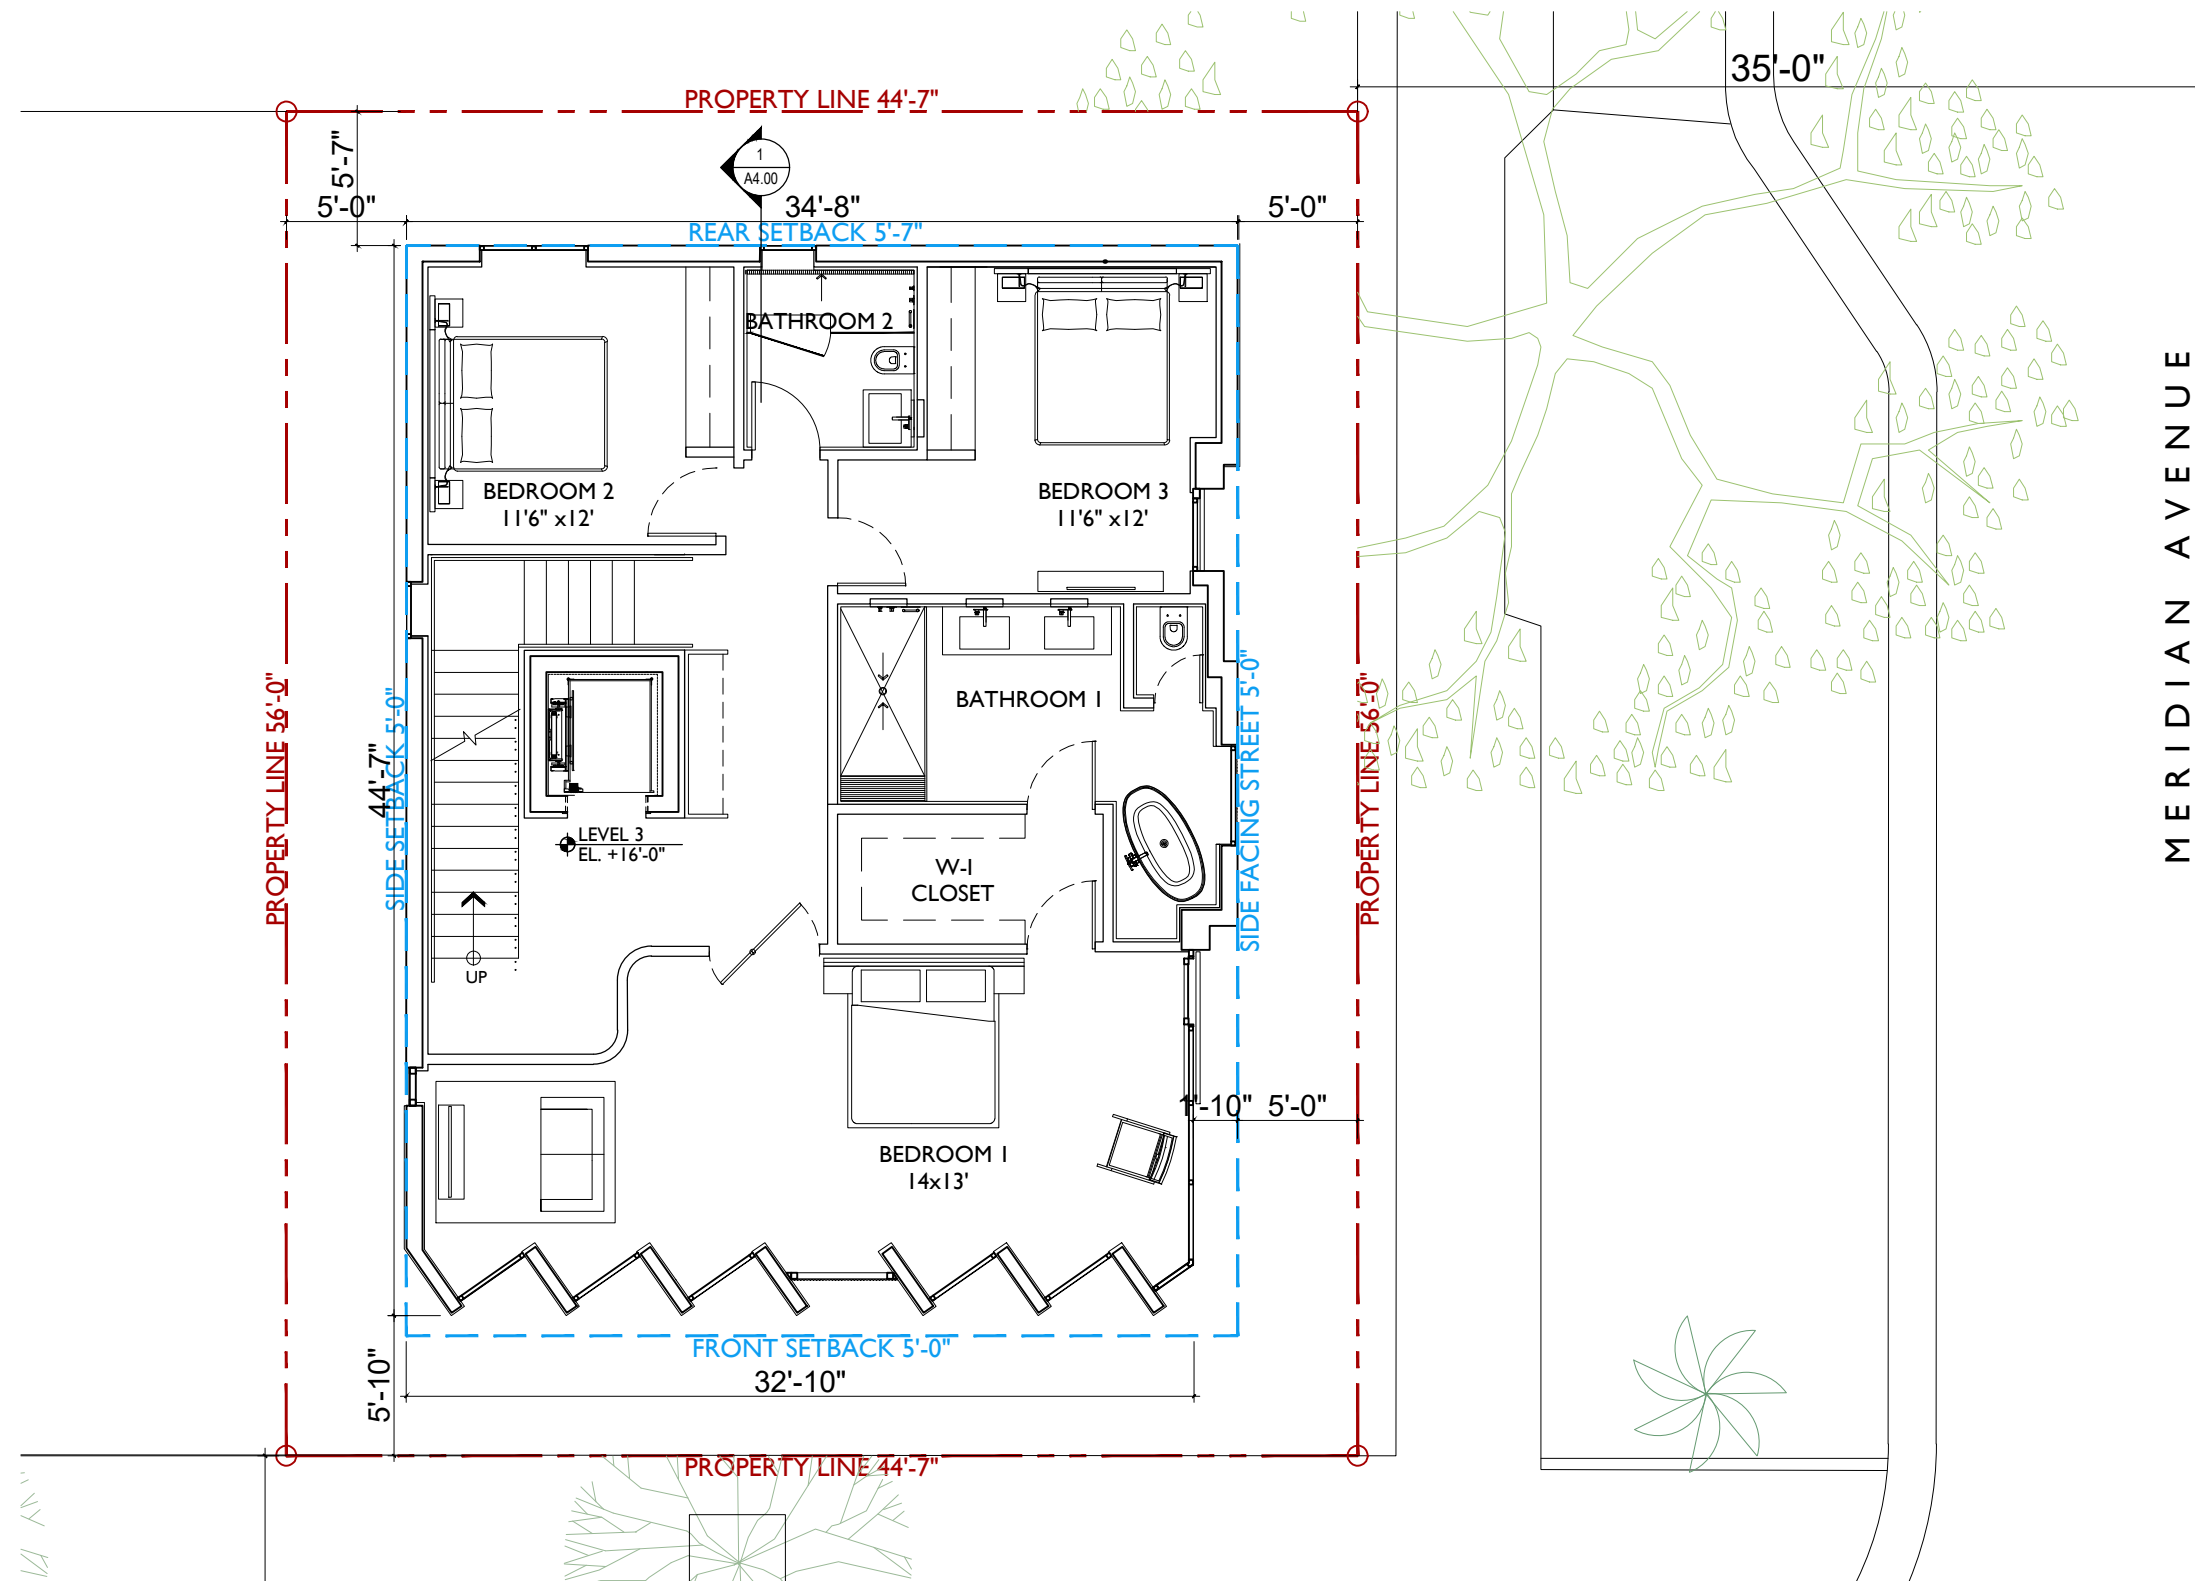 35'-0"
PROPERTY LINE 44'-7"
5'-7"
1
A4.00
5'-0"
34'-8"
5'-0"
REAR SETBACK 5'-7"
BATHROOM 2
BEDROOM 2
11'6" x12'
BEDROOM 3
11'6" x12'
MERIDIAN AVENUE
PROPERTY LINE 56'-0"
SIDE SETBACK 5'-0"
44'-7"
BATHROOM 1
SIDE FACING STREET 5'-0"
PROPERTY LINE 56'-0"
LEVEL 3
EL. +16'-0"
W-I
CLOSET
UP
1'-10"
5'-0"
BEDROOM 1
14x13'
FRONT SETBACK 5'-0"
32'-10"
5'-10"
PROPERTY LINE 44'-7"